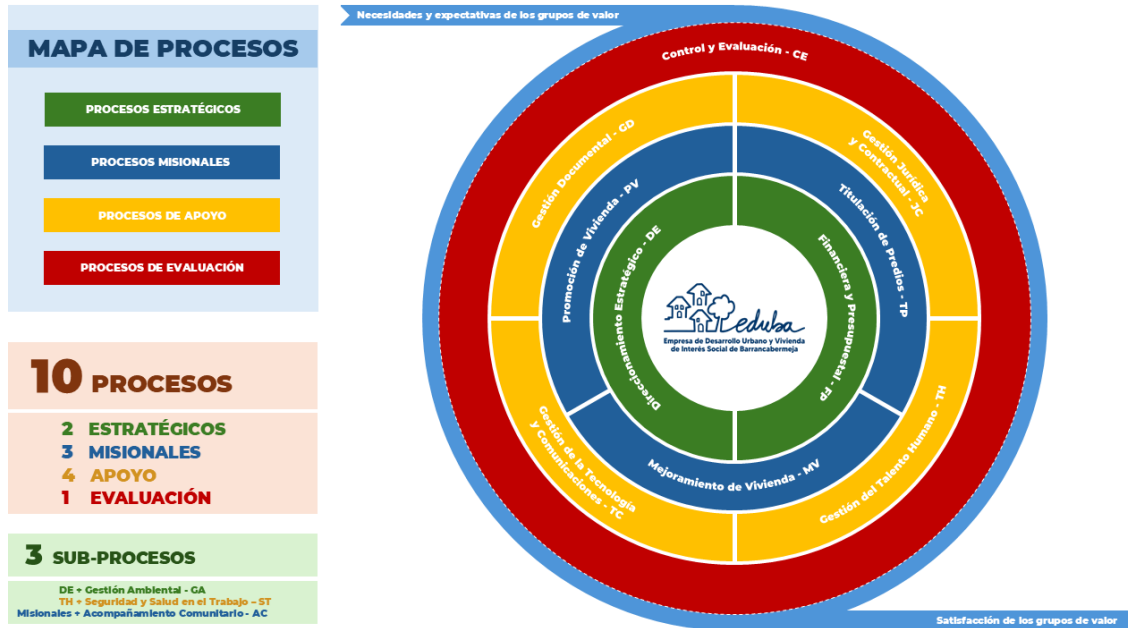 MAPA DE PROCESOS
PROCESOS ESTRATÉGICOS
PROCESOS MISIONALES
PROCESOS DE APOYO
PROCESOS DE EVALUACIÓN
10 PROCESOS
2 ESTRATÉGICOS
3 MISIONALES
4 APOYO
1 EVALUACIÓN
3 SUB-PROCESOS
DE + Gestión Ambiental - GA
TH + Seguridad y Salud en el Trabajo – ST
Misionales + Acompañamiento Comunitario - AC
Necesidades y expectativas de los grupos de valor
Control y Evaluación - CE
Gestión Documental - GD
Gestión Jurídica
y Contractual - JC
Promoción de Vivienda - PV
Titulación de Predios - TP
Direccionamiento Estratégico - DE
Financiera y Presupuestal - FP
eduba
Empresa de Desarrollo Urbano y Vivienda
de Interés Social de Barrancabermeja
Mejoramiento de Vivienda - MV
Gestión de la Tecnología
y Comunicaciones - TC
Gestión del Talento Humano - TH
Satisfacción de los grupos de valor